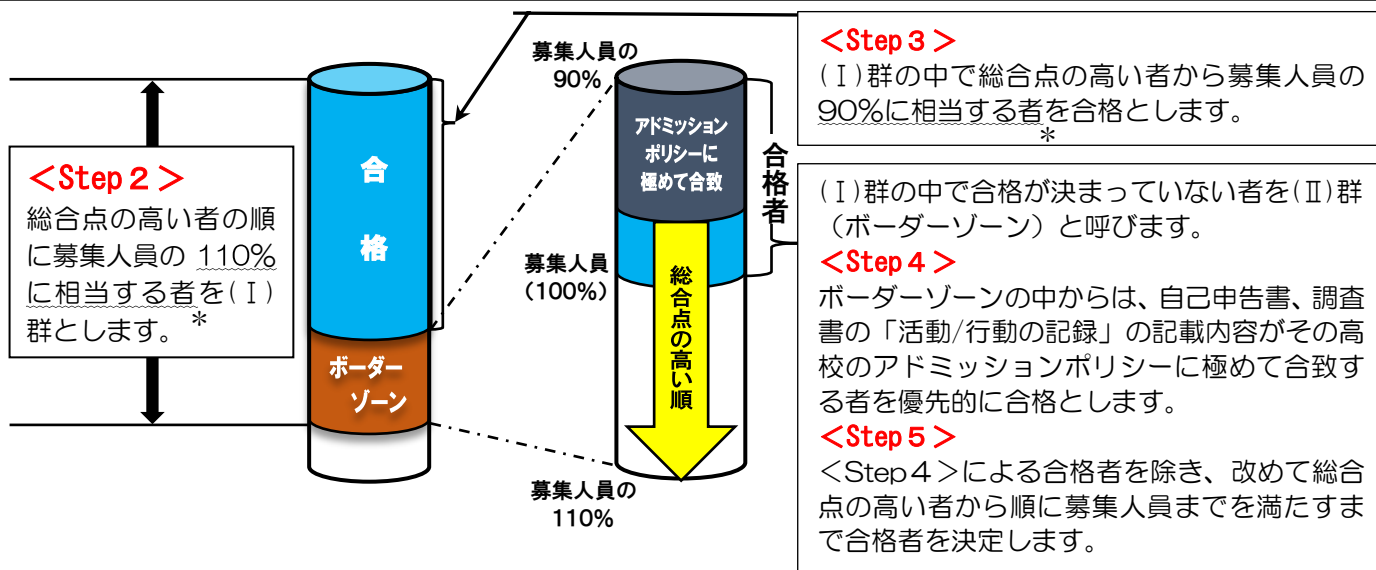 <Step2>
総合点の高い者の順
に募集人員の 110%
に相当する者を(Ⅰ)
群とします。*
合
格
ボーダー
ゾーン
募集人員の
90%
募集人員
(100%)
募集人員の
110%
アドミッション
ポリシーに
極めて合致
総合点の高い順
合格者
<Step3>
(Ⅰ)群の中で総合点の高い者から募集人員の
90%に相当する者を合格とします。
*
(Ⅰ)群の中で合格が決まっていない者を(Ⅱ)群
(ボーダーゾーン)と呼びます。
<Step4>
ボーダーゾーンの中からは、自己申告書、調査
書の「活動/行動の記録」の記載内容がその高
校のアドミッションポリシーに極めて合致す
る者を優先的に合格とします。
<Step5>
<Step4>による合格者を除き、改めて総合
点の高い者から順に募集人員までを満たすま
で合格者を決定します。